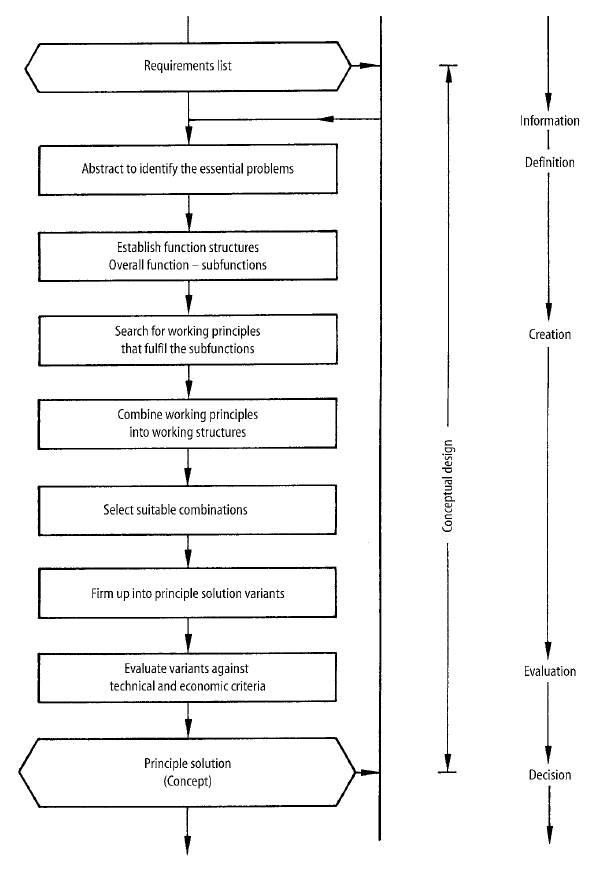 Requirements list
Abstract to identify the essential problems
Establish function structures
Overall function – subfunctions
Search for working principles
that fulfil the subfunctions
Combine working principles
into working structures
Select suitable combinations
Firm up into principle solution variants
Evaluate variants against
technical and economic criteria
Principle solution
(Concept)
Conceptual design
Information
Definition
Creation
Evaluation
Decision